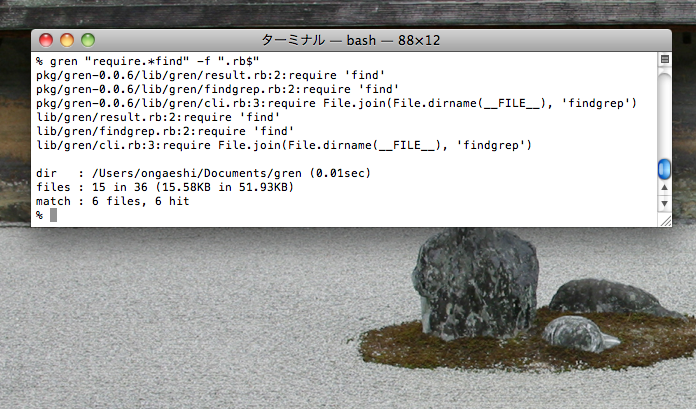 ターミナル — bash — 88×12
% gren "require.*find" -f ".rb$"
pkg/gren-0.0.6/lib/gren/result.rb:2:require 'find'
pkg/gren-0.0.6/lib/gren/findgrep.rb:2:require 'find'
pkg/gren-0.0.6/lib/gren/cli.rb:3:require File.join(File.dirname(__FILE__), 'findgrep')
lib/gren/result.rb:2:require 'find'
lib/gren/findgrep.rb:2:require 'find'
lib/gren/cli.rb:3:require File.join(File.dirname(__FILE__), 'findgrep')
dir   : /Users/ongaeshi/Documents/gren (0.01sec)
files : 15 in 36 (15.58KB in 51.93KB)
match : 6 files, 6 hit
%